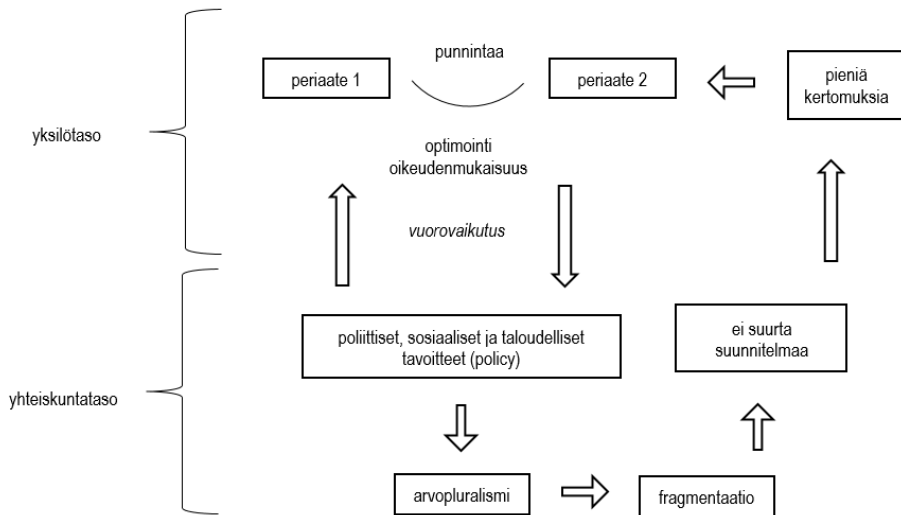 punnintaa
periaate 1
periaate 2
pieniä
kertomuksia
yksilötaso
optimointi
oikeudenmukaisuus
vuorovaikutus
poliittiset, sosiaaliset ja taloudelliset
tavoitteet (policy)
ei suurta
suunnitelmaa
yhteiskuntataso
arvopluralismi
fragmentaatio